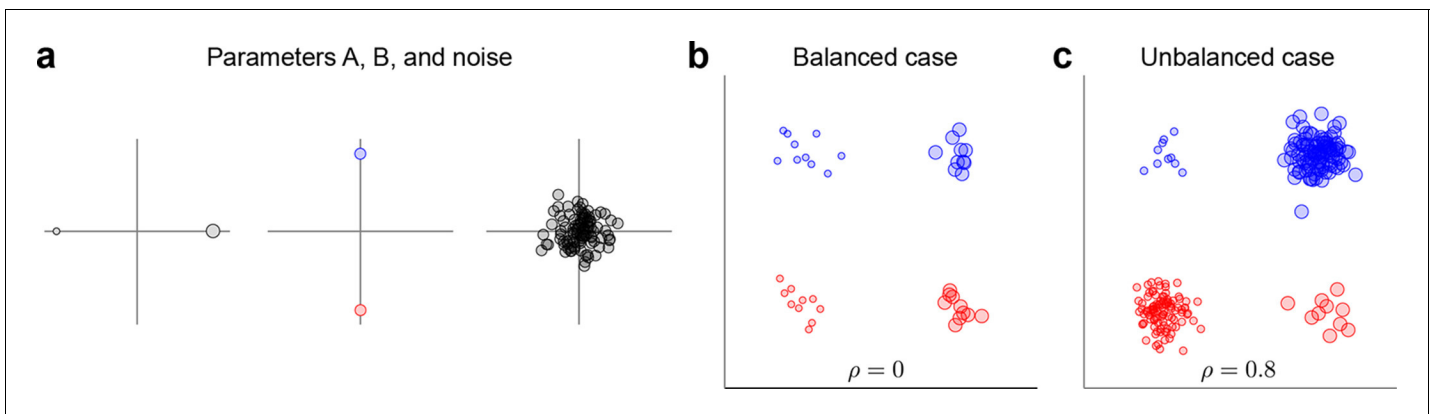 a Parameters A, B, and noise
b Balanced case
c Unbalanced case
ρ = 0
ρ = 0.8